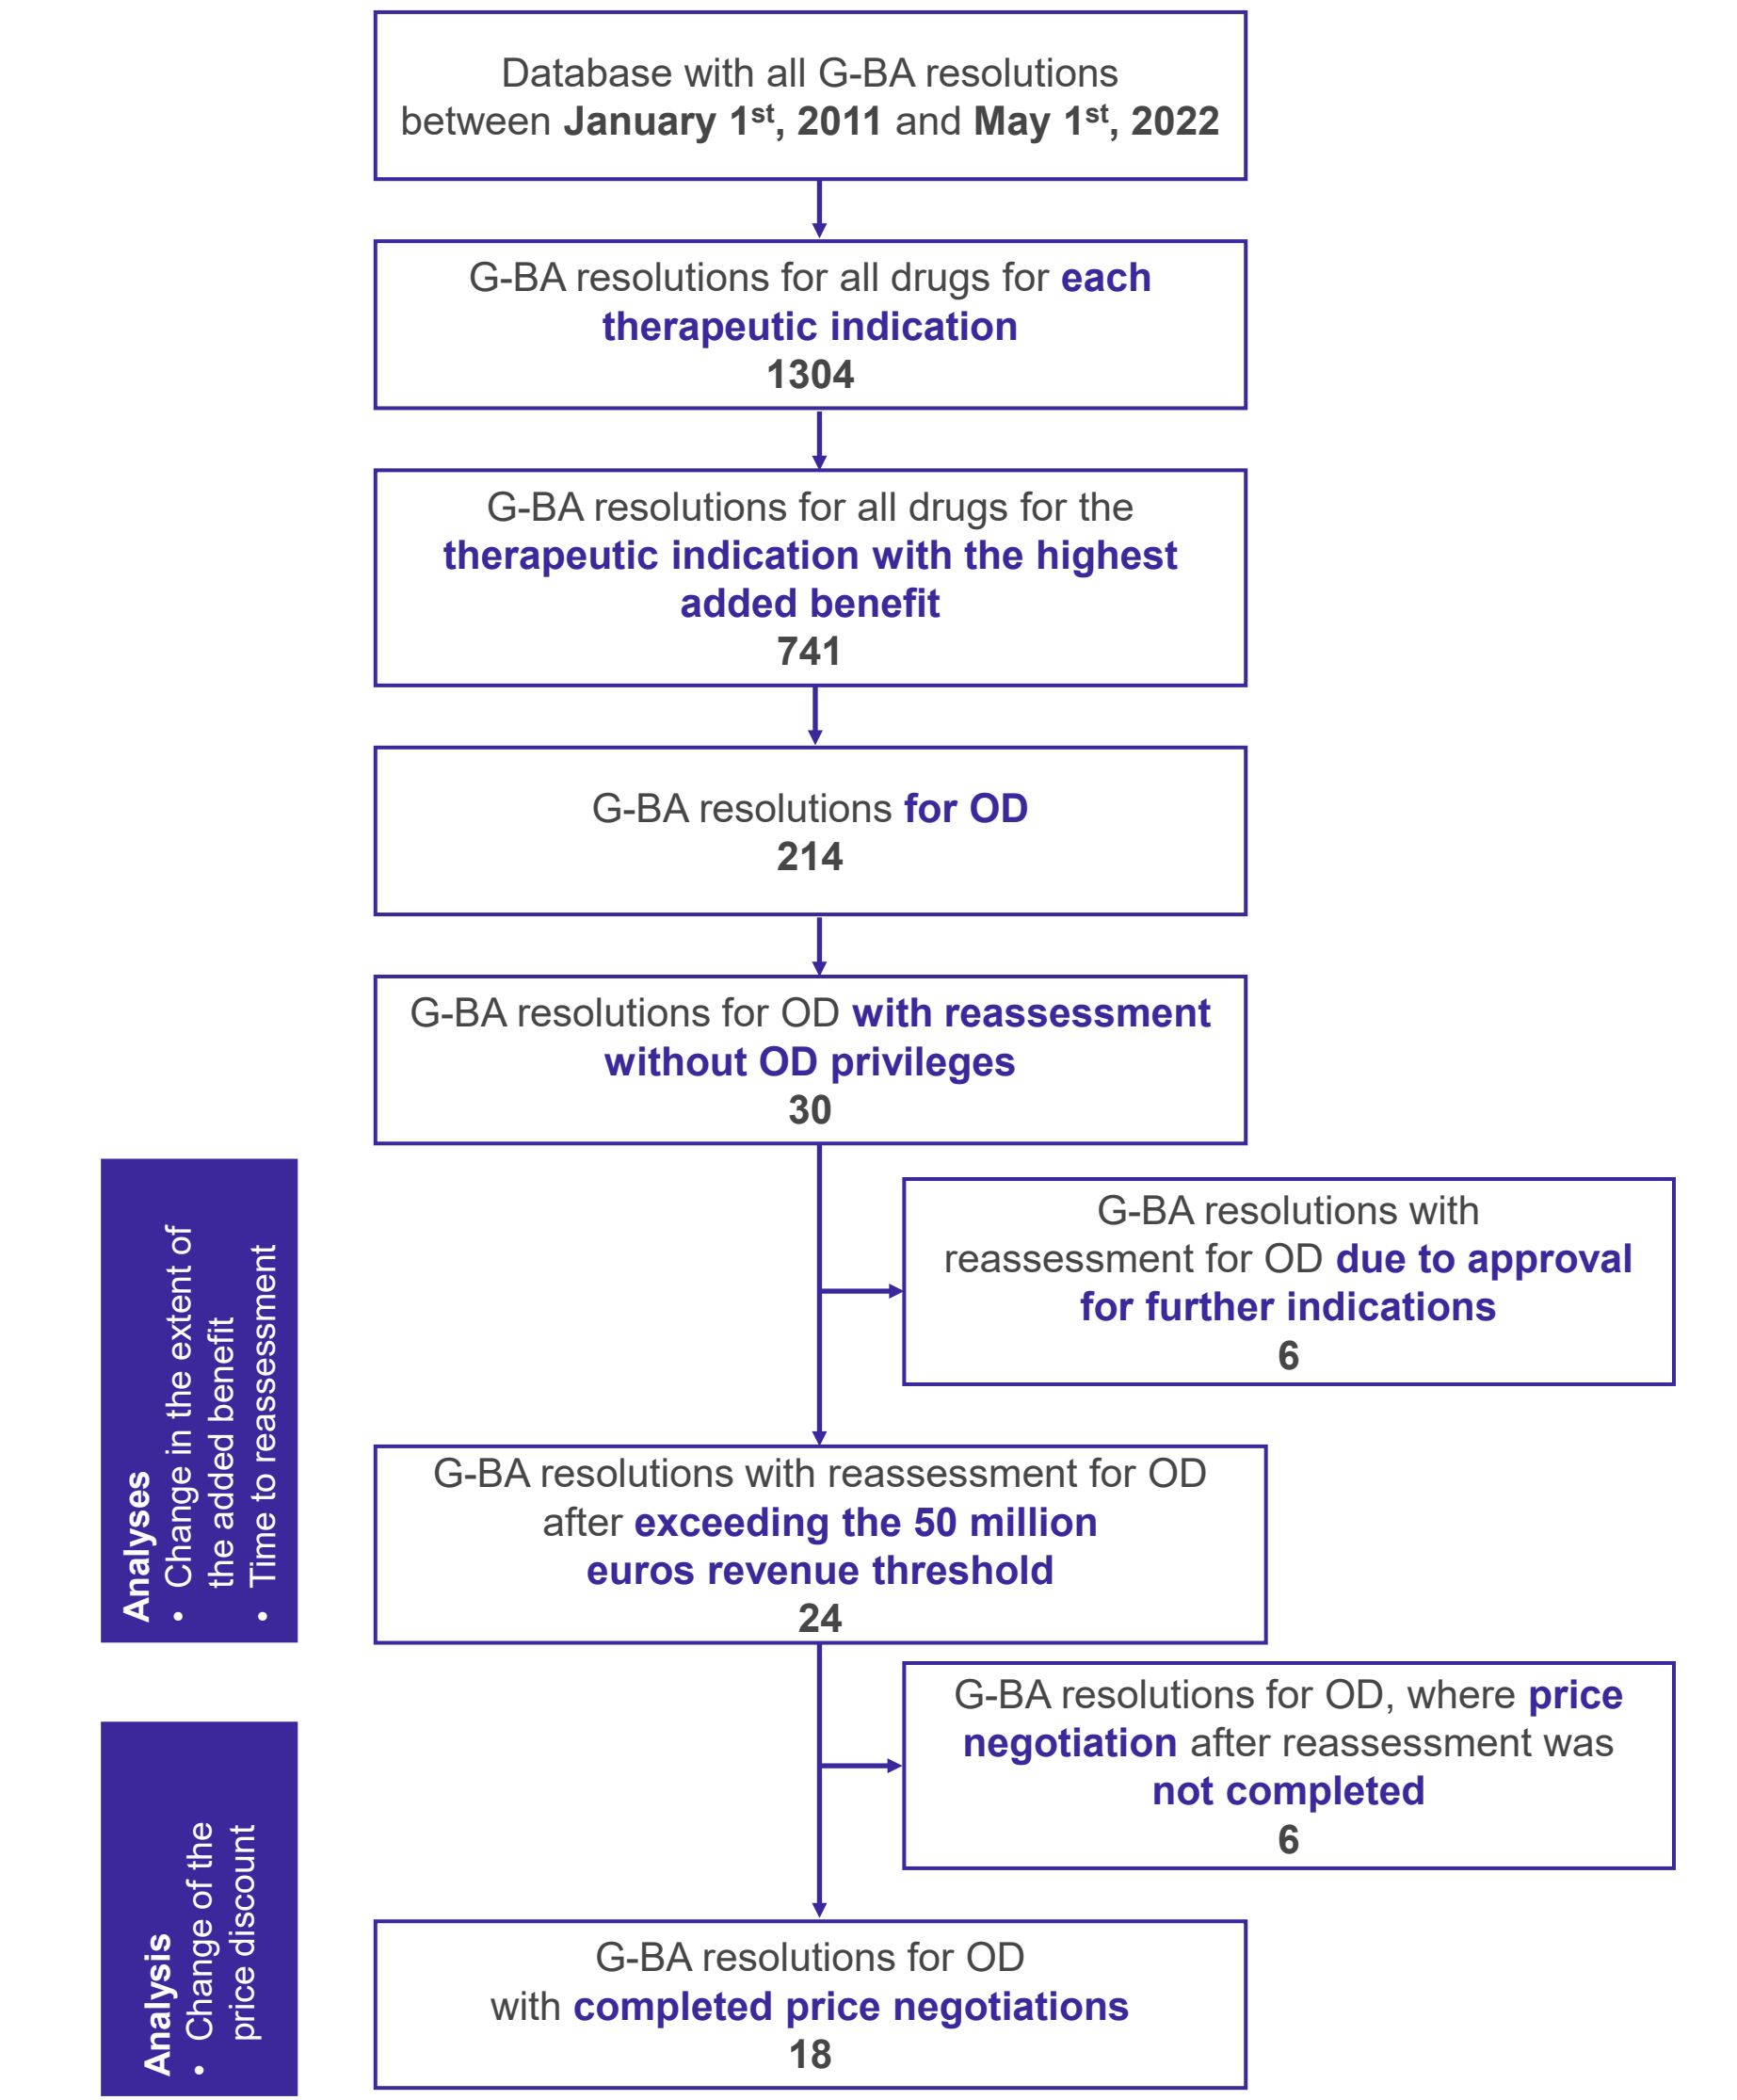 Database with all G-BA resolutions
between January 1st, 2011 and May 1st, 2022
G-BA resolutions for all drugs for each
therapeutic indication
1304
G-BA resolutions for all drugs for the
therapeutic indication with the highest
added benefit
741
G-BA resolutions for OD
214
G-BA resolutions for OD with reassessment
without OD privileges
30
Analyses
• Change in the extent of
the added benefit
• Time to reassessment
G-BA resolutions with
reassessment for OD due to approval
for further indications
6
G-BA resolutions with reassessment for OD
after exceeding the 50 million
euros revenue threshold
24
G-BA resolutions for OD, where price
negotiation after reassessment was
not completed
6
Analysis
• Change of the
price discount
G-BA resolutions for OD
with completed price negotiations
18